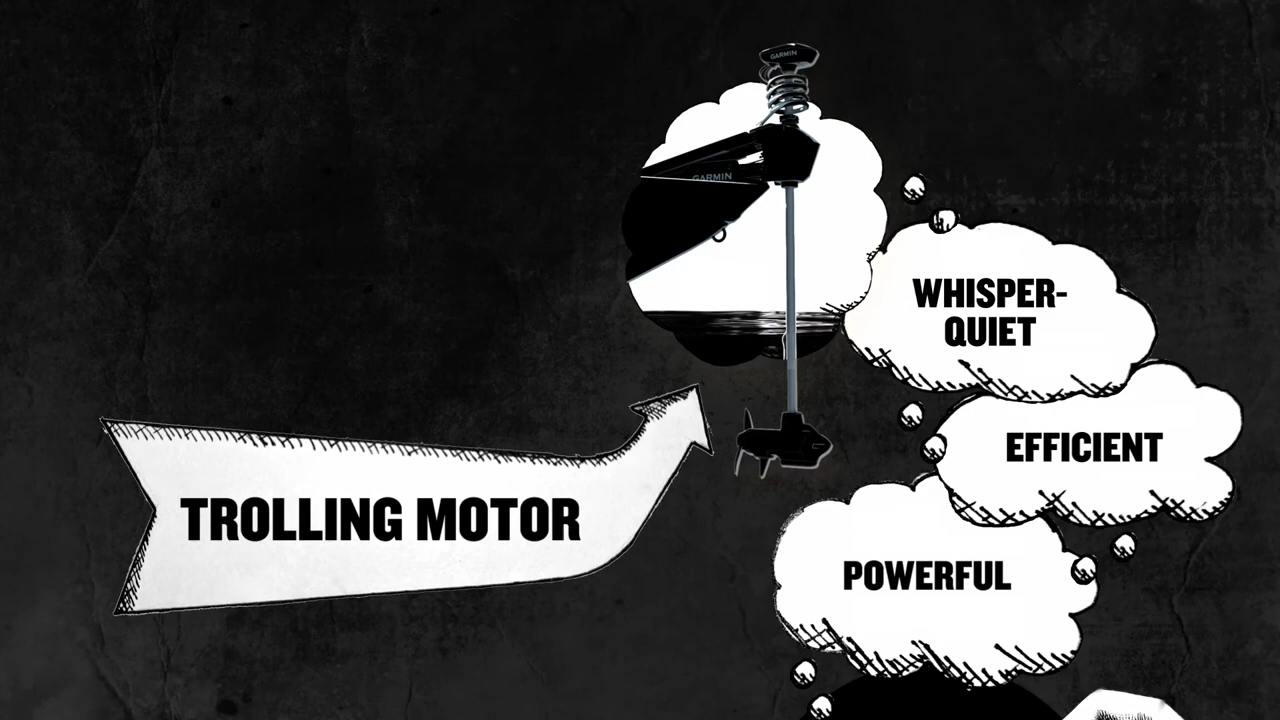 GARMIN
GARMIN
WHISPER-
QUIET
EFFICIENT
TROLLING MOTOR
POWERFUL